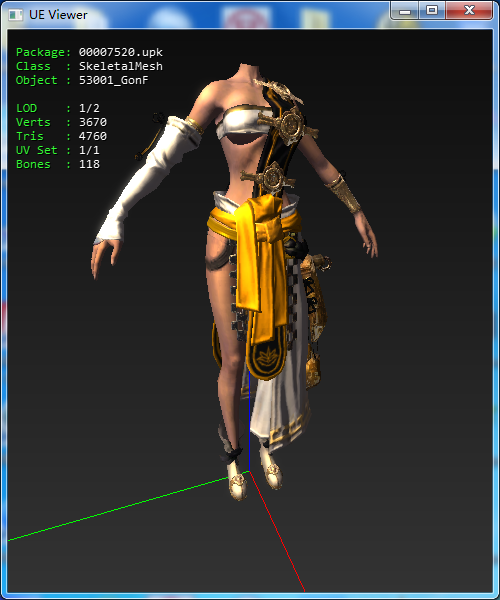 UE Viewer
Package: 00007520.upk
Class : SkeletalMesh
Object : 53001_GonF
LOD : 1/2
Verts : 3670
Tris : 4760
UV Set : 1/1
Bones : 118